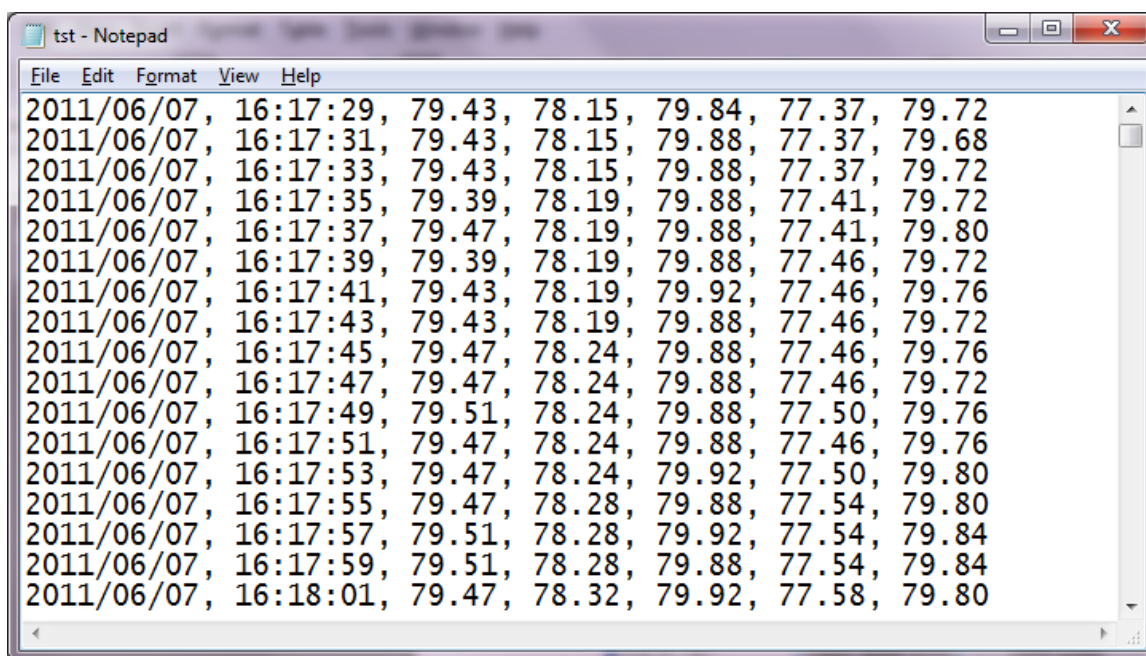 tst - Notepad
File Edit Format View Help
2011/06/07, 16:17:29, 79.43, 78.15, 79.84, 77.37, 79.72
2011/06/07, 16:17:31, 79.43, 78.15, 79.88, 77.37, 79.68
2011/06/07, 16:17:33, 79.43, 78.15, 79.88, 77.37, 79.72
2011/06/07, 16:17:35, 79.39, 78.19, 79.88, 77.41, 79.72
2011/06/07, 16:17:37, 79.47, 78.19, 79.88, 77.41, 79.80
2011/06/07, 16:17:39, 79.39, 78.19, 79.88, 77.46, 79.72
2011/06/07, 16:17:41, 79.43, 78.19, 79.92, 77.46, 79.76
2011/06/07, 16:17:43, 79.43, 78.19, 79.88, 77.46, 79.72
2011/06/07, 16:17:45, 79.47, 78.24, 79.88, 77.46, 79.76
2011/06/07, 16:17:47, 79.47, 78.24, 79.88, 77.46, 79.72
2011/06/07, 16:17:49, 79.51, 78.24, 79.88, 77.50, 79.76
2011/06/07, 16:17:51, 79.47, 78.24, 79.88, 77.46, 79.76
2011/06/07, 16:17:53, 79.47, 78.24, 79.92, 77.50, 79.80
2011/06/07, 16:17:55, 79.47, 78.28, 79.88, 77.54, 79.80
2011/06/07, 16:17:57, 79.51, 78.28, 79.92, 77.54, 79.84
2011/06/07, 16:17:59, 79.51, 78.28, 79.88, 77.54, 79.84
2011/06/07, 16:18:01, 79.47, 78.32, 79.92, 77.58, 79.80